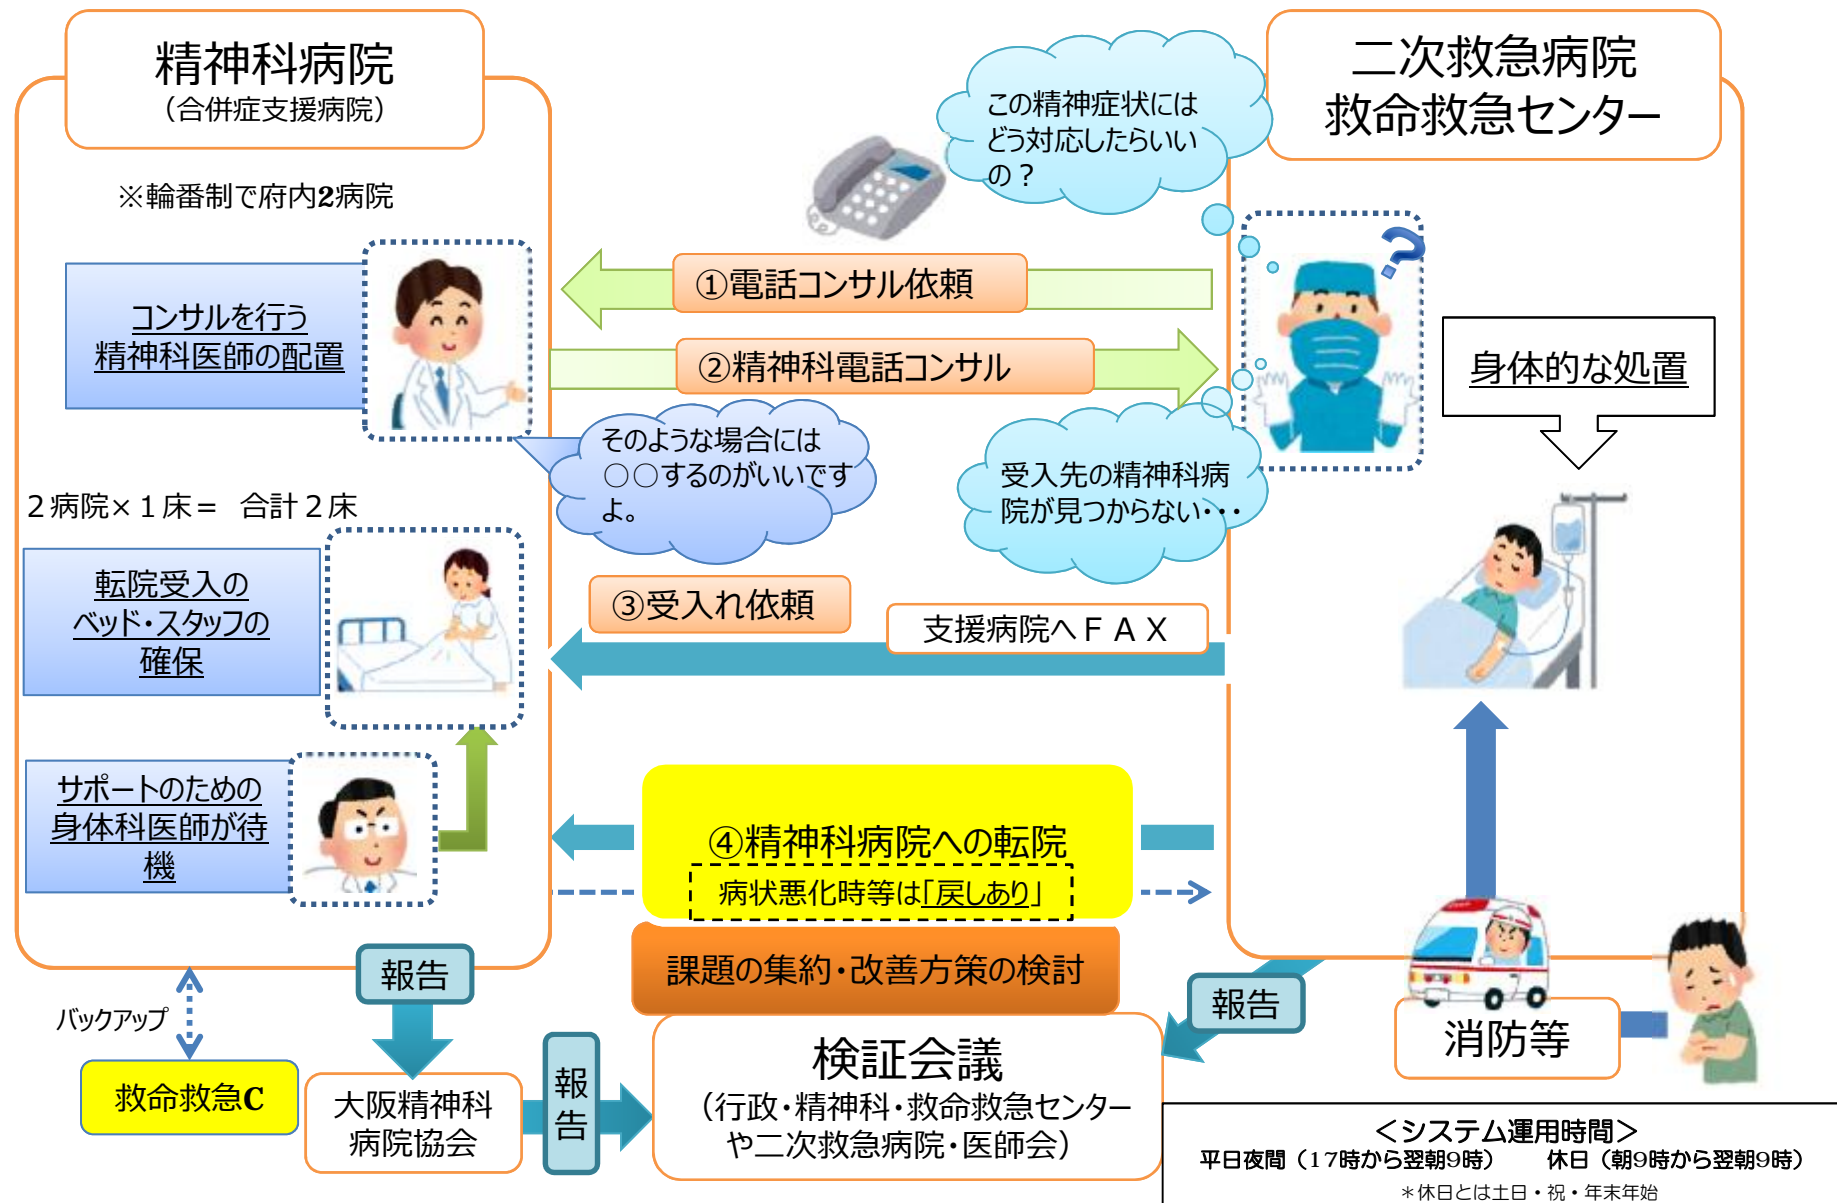 精神科病院
（合併症支援病院）
※輪番制で府内2病院
コンサルを行う
精神科医師の配置
２病院×１床＝ 合計２床
転院受入の
ベッド・スタッフの
確保
サポートのための
身体科医師が待
機
この精神症状には
どう対応したらいい
の？
①電話コンサル依頼
②精神科電話コンサル
そのような場合には
○○するのがいいです
よ。
受入先の精神科病
院が見つからない・・・
③受入れ依頼
支援病院へＦＡＸ
④精神科病院への転院
病状悪化時等は「戻しあり」
二次救急病院
救命救急センター
？
身体的な処置
消防等
バックアップ
救命救急C
報告
大阪精神科
病院協会
報
告
課題の集約・改善方策の検討
検証会議
（行政・精神科・救命救急センター
や二次救急病院・医師会）
報告
＜システム運用時間＞
平日夜間（17時から翌朝9時） 休日（朝9時から翌朝9時）
＊休日とは土日・祝・年末年始